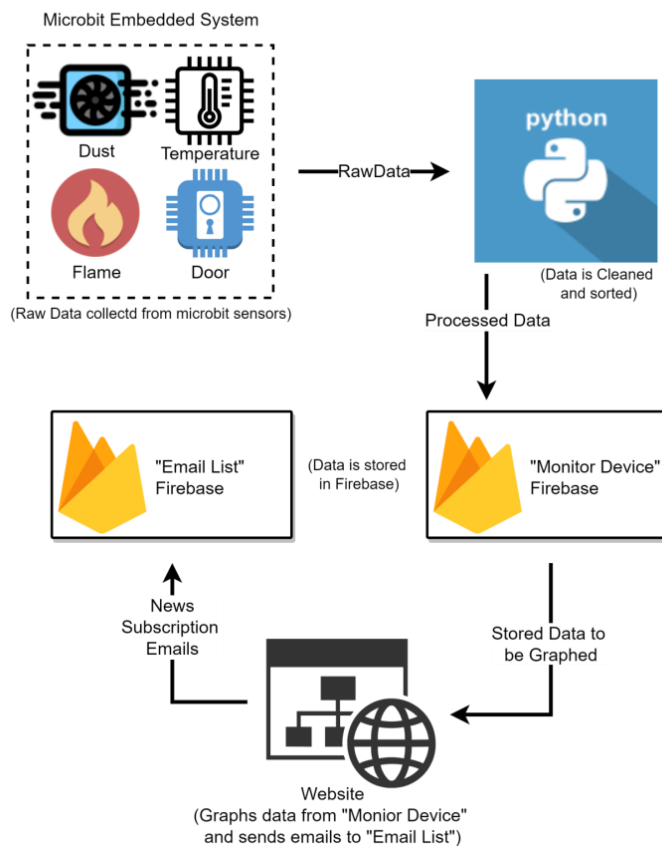 Microbit Embedded System
Dust
Temperature
Flame
Door
(Raw Data collectd from microbit sensors)
RawData
python
(Data is Cleaned
and sorted)
Processed Data
"Email List"
Firebase
(Data is stored
in Firebase)
"Monitor Device"
Firebase
News
Subscription
Emails
Stored Data to
be Graphed
Website
(Graphs data from "Monior Device"
and sends emails to "Email List")